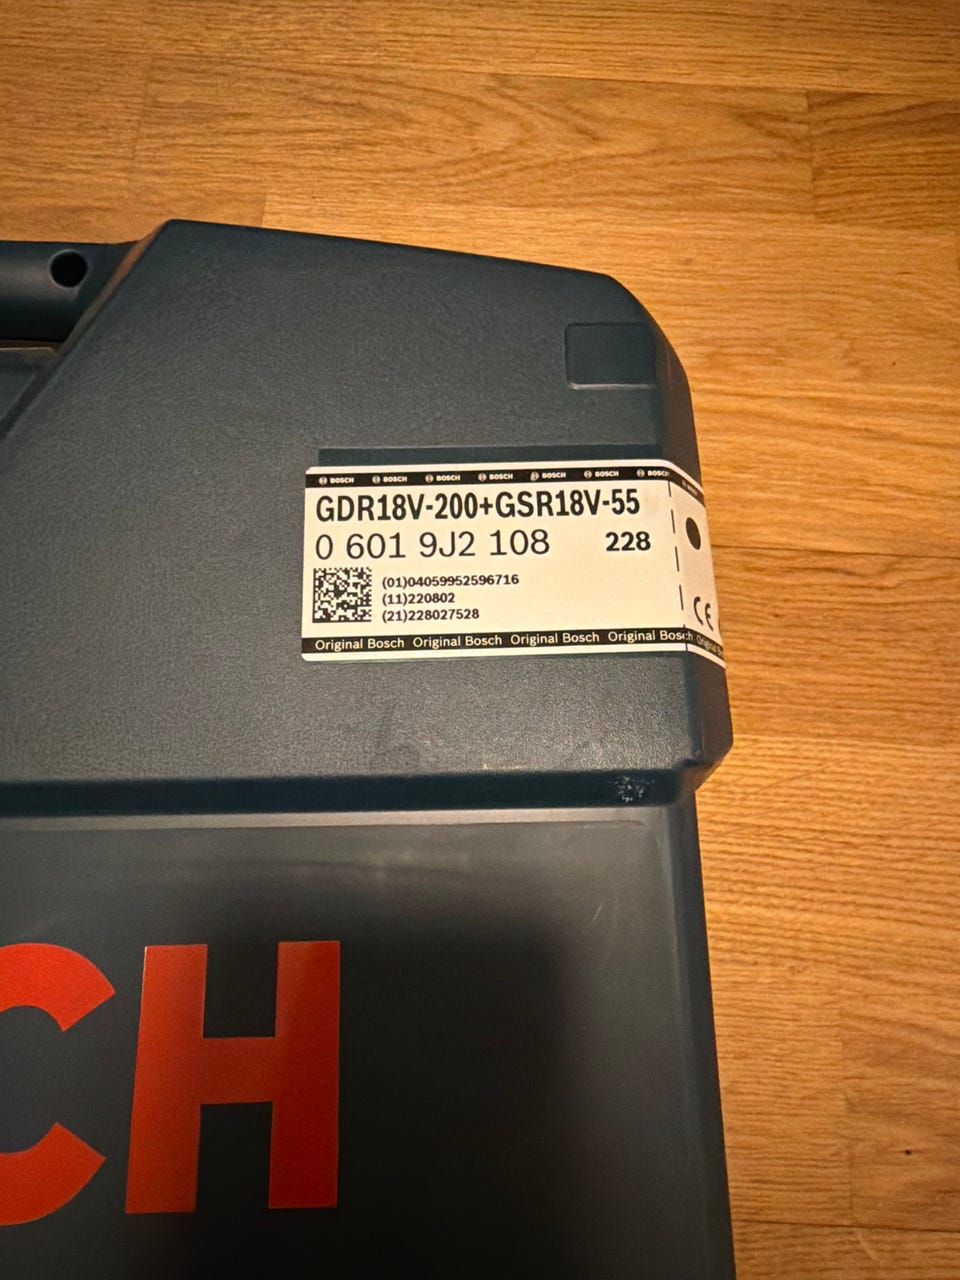 BOSCH BOSCH BOSCH BOSCH BOSCH BOSCH BOSCH
GDR18V-200+GSR18V-55
0 601 9J2 108 228
(01)04059952596716
(11)220802
(21)228027528
CE
Original Bosch Original Bosch Original Bosch Original Bosch Original
CH